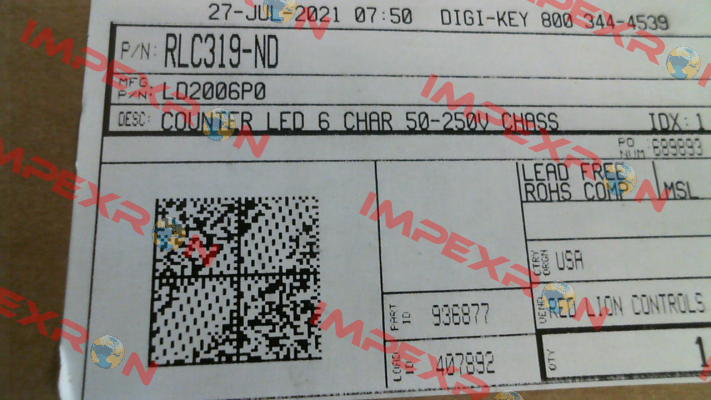 27-JUL-2021 07:50 DIGI-KEY 800 344-4539
P/N: RLC319-ND
MFG P/N: LD2006P0
DESC: COUNTER LED 6 CHAR 50-250V CHASS IDX: 1
PO NUM 689893
LEAD FREE
ROHS COMP MSL
CTRY ORGN USA
PART ID 936877 VEND RED LION CONTROLS
LOAD ID 407892 QTY 1
IMPEXRON
IMPEXRON
IMPEXRON
IMPEXRON
IMPEXRON
IMPEXRON